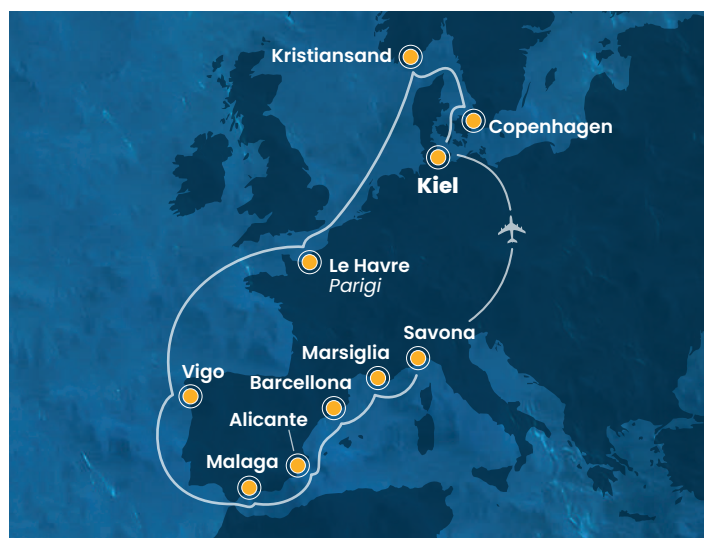 Kristiansand
Copenhagen
Kiel
Le Havre
Parigi
Savona
Marsiglia
Vigo
Barcellona
Alicante
Malaga